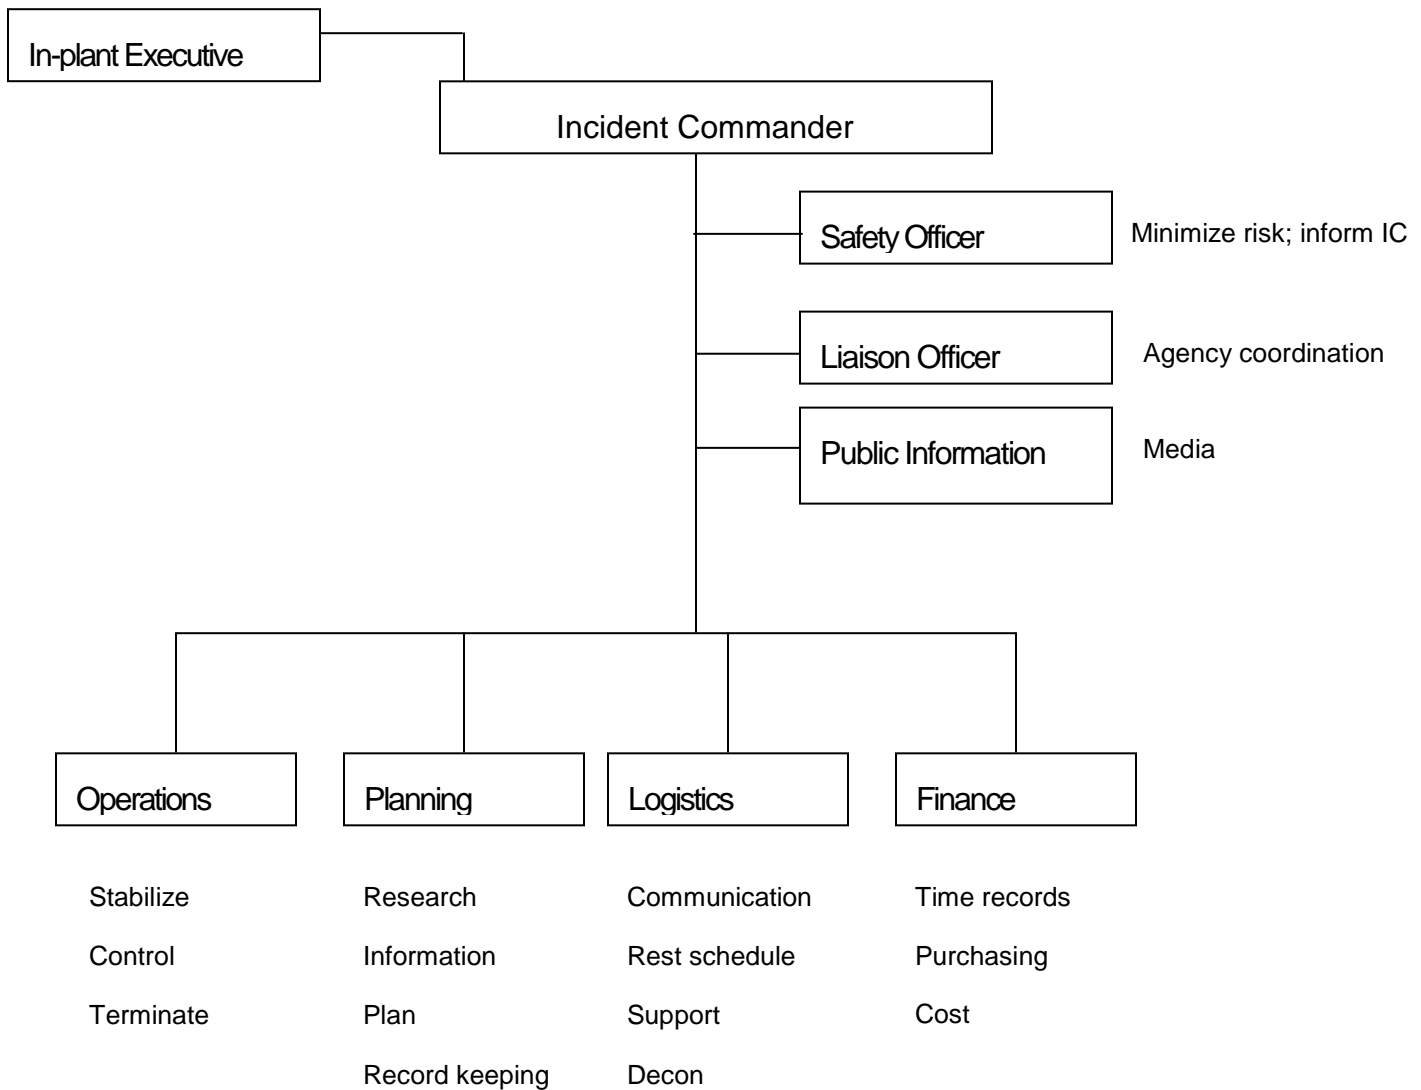 In-plant Executive
Incident Commander
Safety Officer
Minimize risk; inform IC
Liaison Officer
Agency coordination
Public Information
Media
Operations
Planning
Logistics
Finance
Stabilize
Research
Communication
Time records
Control
Information
Rest schedule
Purchasing
Terminate
Plan
Support
Cost
Record keeping
Decon